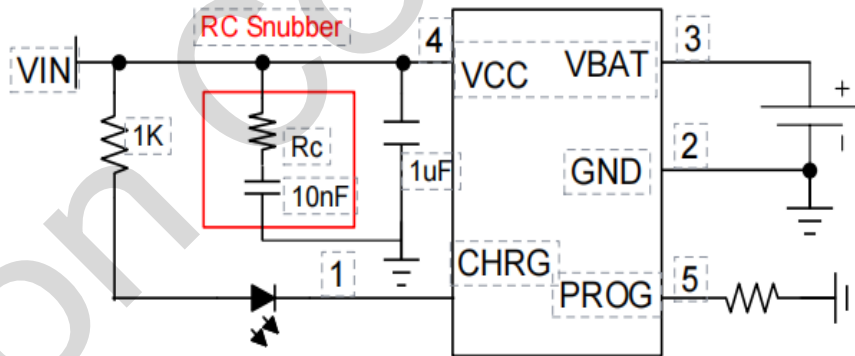 RC Snubber
4
3
VIN
VCC
VBAT
1K
Rc
+
2
1uF
GND
10nF
1
CHRG
5
PROG